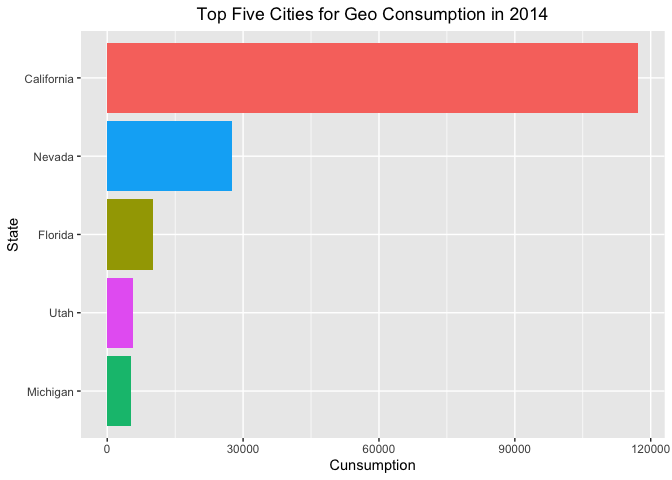 Top Five Cities for Geo Consumption in 2014
State
California
Nevada
Florida
Utah
Michigan
0 30000 60000 90000 120000
Cunsumption